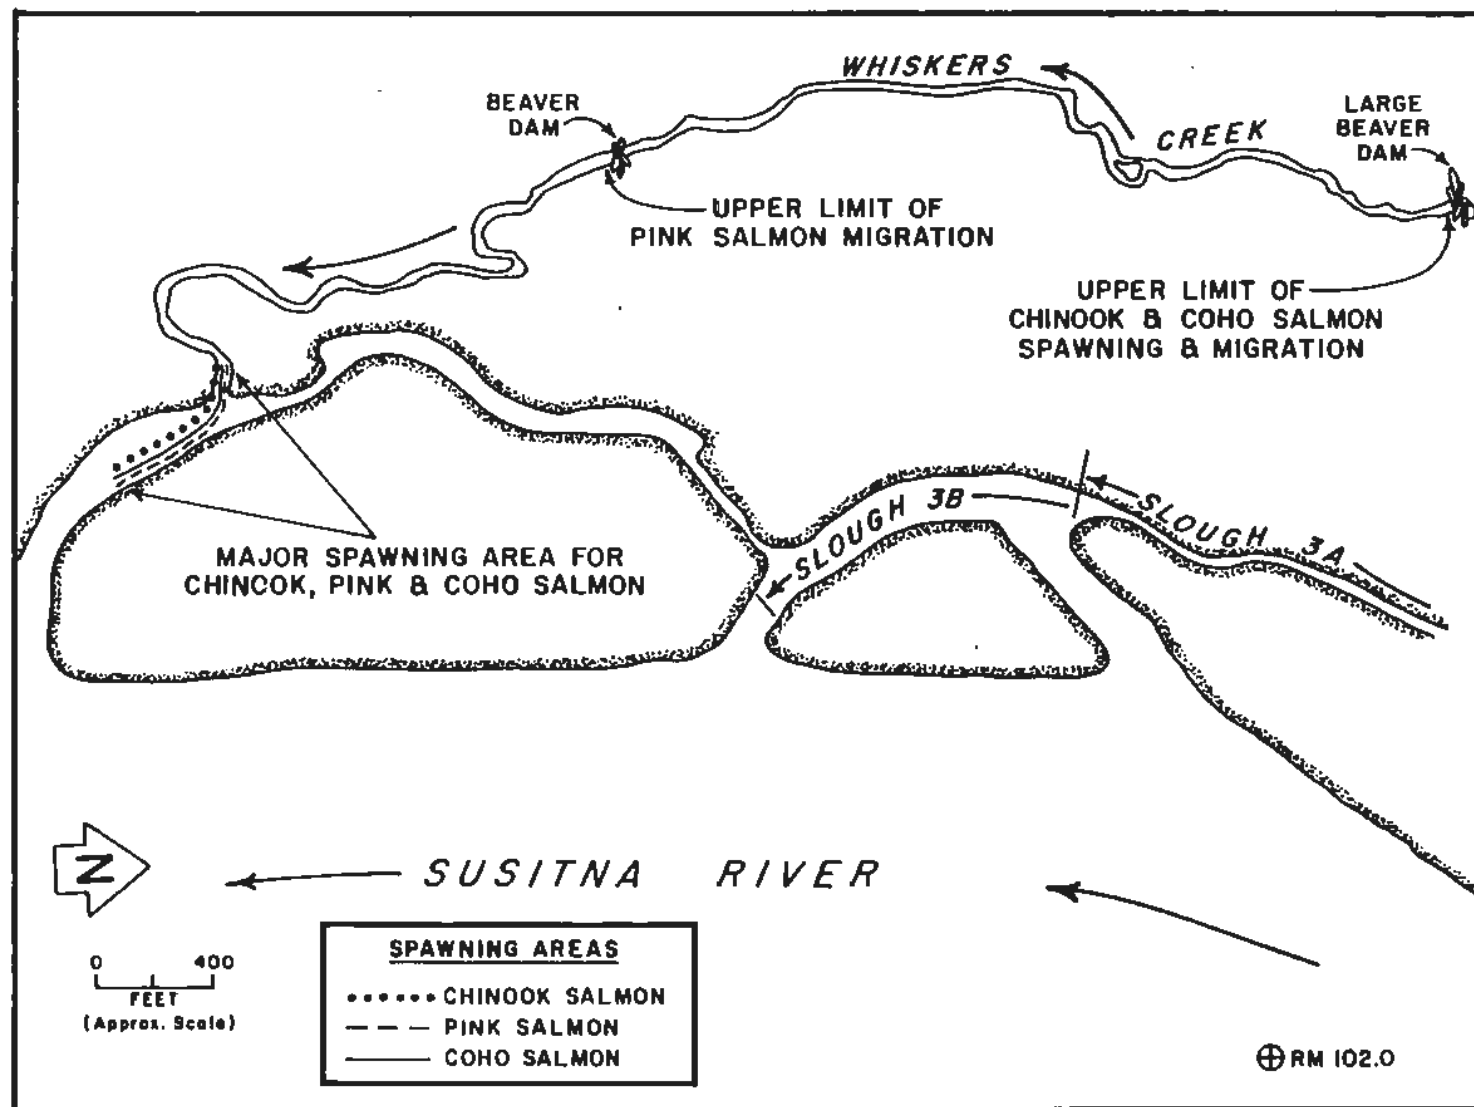 WHISKERS
CREEK
BEAVER
DAM
LARGE
BEAVER
DAM
UPPER LIMIT OF
PINK SALMON MIGRATION
UPPER LIMIT OF
CHINOOK & COHO SALMON
SPAWNING & MIGRATION
SLOUGH 3B
SLOUGH 3A
MAJOR SPAWNING AREA FOR
CHINCOK, PINK & COHO SALMON
N
SUSITNA RIVER
0 400
FEET
(Approx. Scale)
SPAWNING AREAS
CHINOOK SALMON
PINK SALMON
COHO SALMON
RM 102.0